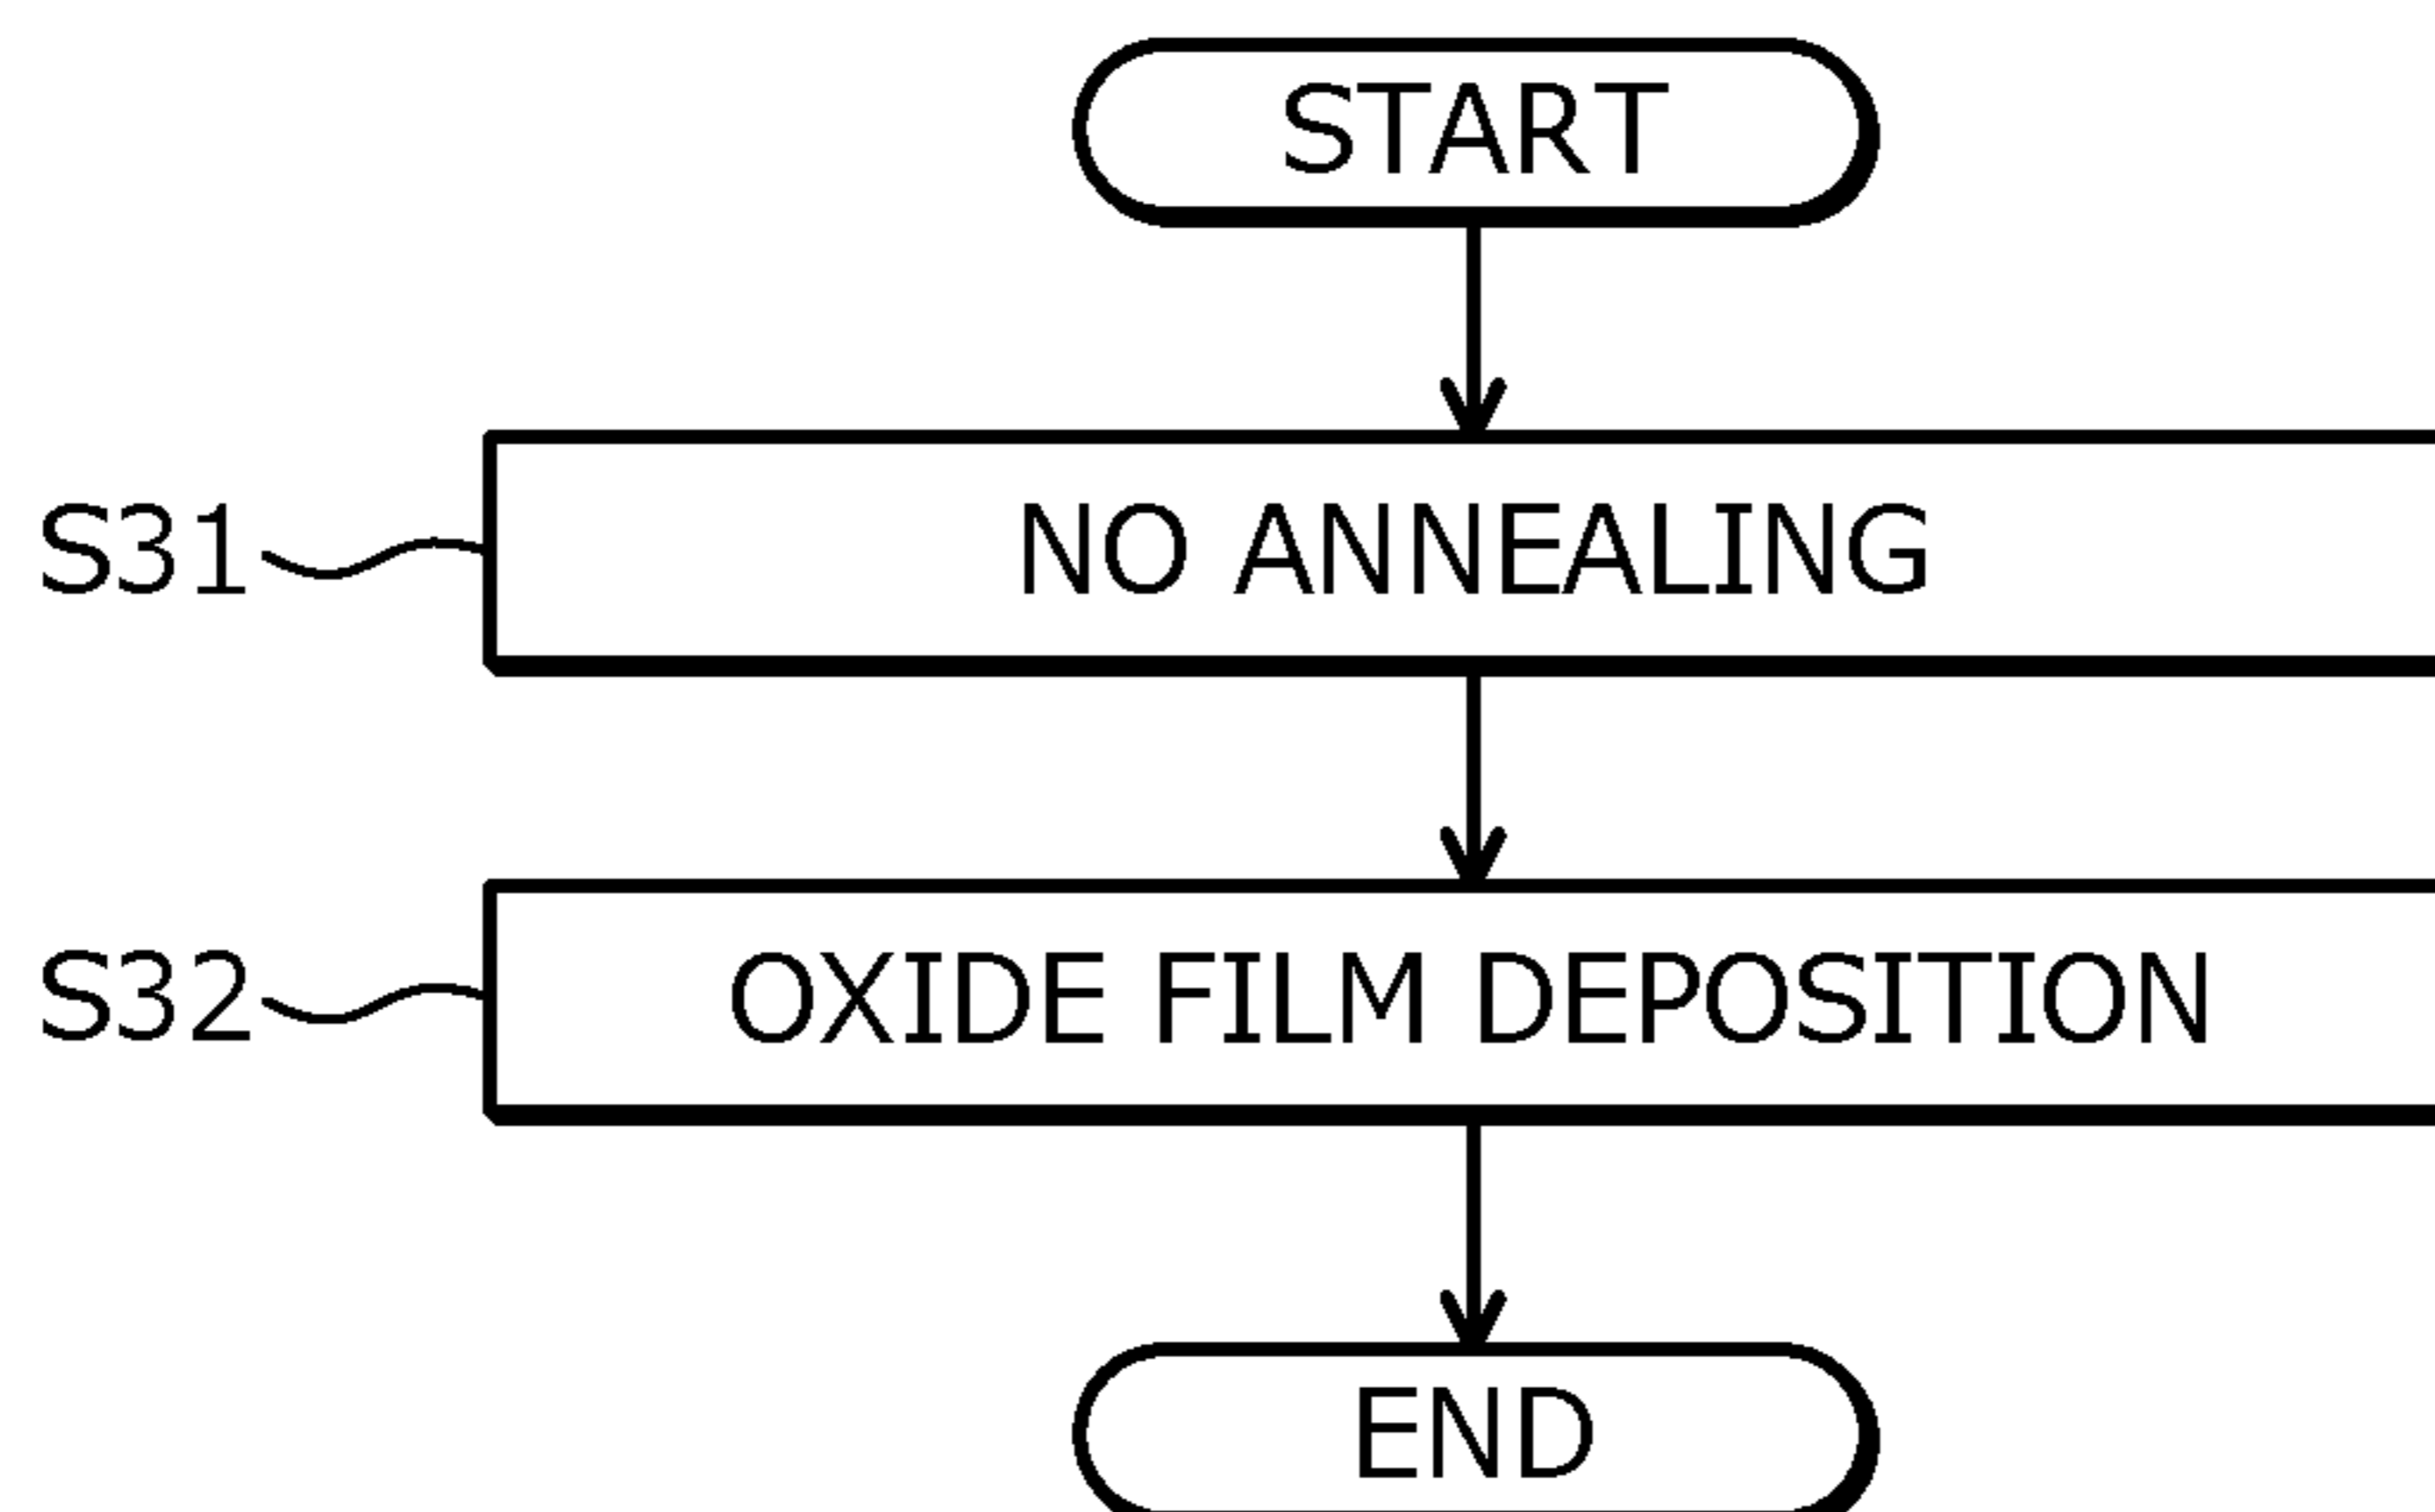 START
S31 NO ANNEALING
S32 OXIDE FILM DEPOSITION
END